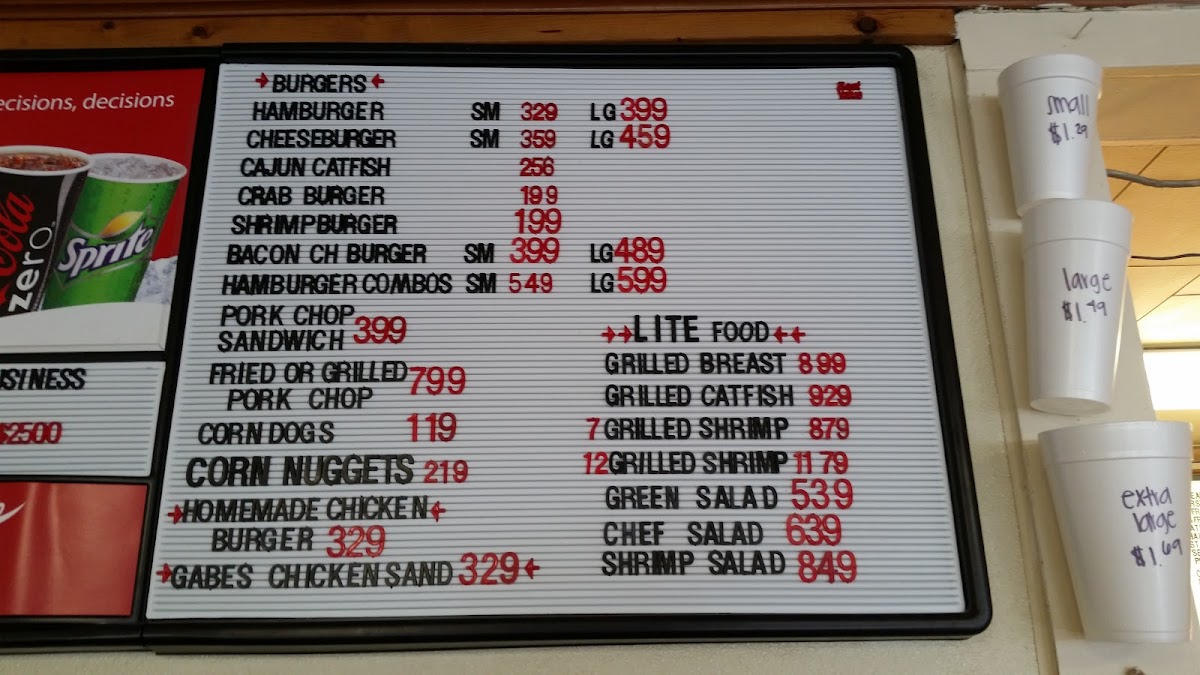 ecisions, decisions
Cola
zero
Sprite
USINESS
$2500
→BURGERS←
HAMBURGER SM 329 LG 399
CHEESEBURGER SM 359 LG 459
CAJUN CATFISH 256
CRAB BURGER 199
SHRIMP BURGER 199
BACON CH BURGER SM 399 LG 489
HAMBURGER COMBOS SM 549 LG 599
PORK CHOP
SANDWICH 399
FRIED OR GRILLED 799
PORK CHOP
CORN DOGS 119
CORN NUGGETS 219
→HOMEMADE CHICKEN←
BURGER 329
→GABES CHICKEN SAND 329←
→→LITE FOOD←←
GRILLED BREAST 899
GRILLED CATFISH 929
7 GRILLED SHRIMP 879
12 GRILLED SHRIMP 1179
GREEN SALAD 539
CHEF SALAD 639
SHRIMP SALAD 849
small
$1.29
large
$1.49
extra
large
$1.69